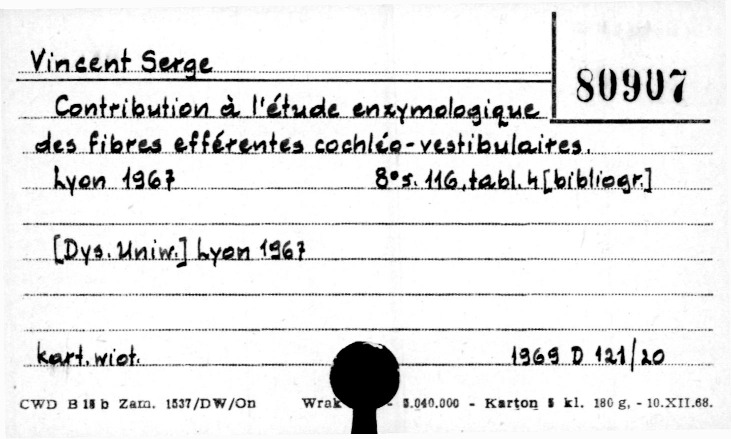 Vincent Serge
80907
Contribution à l'étude enzymologique
des fibres efférentes cochléo-vestibulaires.
Lyon 1967 8° s. 116, tabl. 4 [bibliogr.]
[Dys. Uniw.] Lyon 1967
kart. wiot. 1969 D 121/20
CWD B 18 b Zam. 1537/DW/On Wrak - 5.040.000 - Karton 5 kl. 180 g. - 10.XII.68.